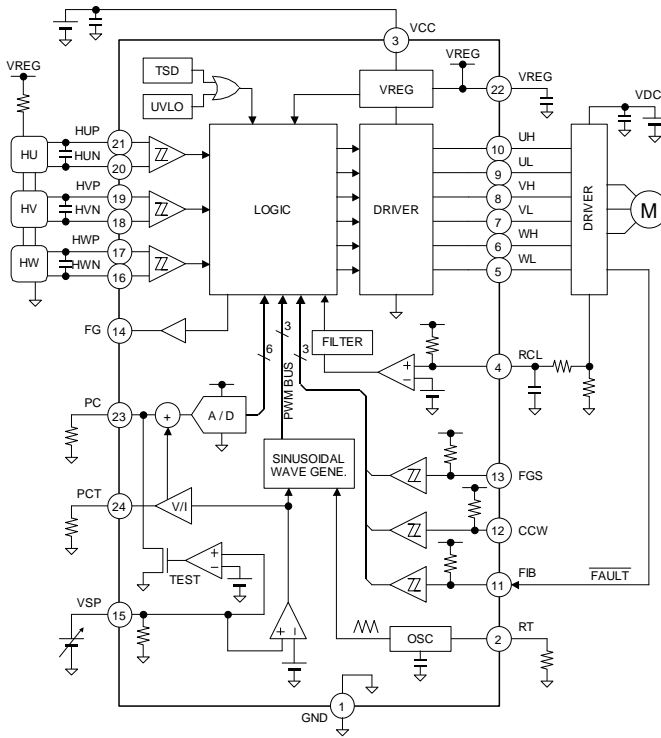 VCC
3
VREG
TSD
UVLO
VREG
22
VREG
VDC
HUP
21
HU
HUN
20
HVP
19
HV
HVN
18
HWP
17
HW
HWN
16
LOGIC
DRIVER
10
UH
9
UL
8
VH
7
VL
6
WH
5
WL
DRIVER
M
FG
14
6
3
3
PWM BUS
FILTER
+
−
4
RCL
PC
23
+
A / D
SINUSOIDAL
WAVE GENE.
13
FGS
PCT
24
V/I
12
CCW
TEST
+
−
11
FIB
FAULT
VSP
15
+
−
OSC
2
RT
GND
1